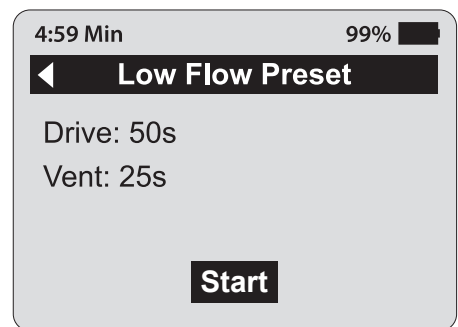 4:59 Min 99%
Low Flow Preset
Drive: 50s
Vent: 25s
Start